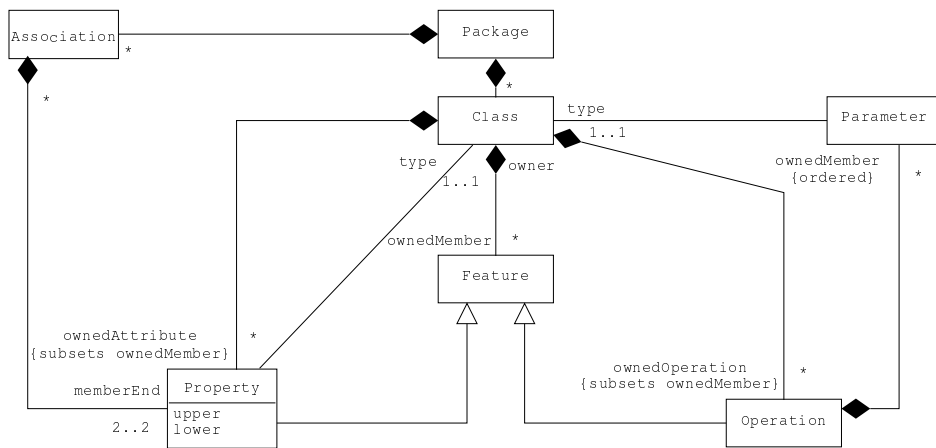 Association
Package
*
*
*
Class
type
1..1
Parameter
type
1..1
owner
ownedMember
{ordered}
*
ownedMember
*
Feature
ownedAttribute
{subsets ownedMember}
*
ownedOperation
{subsets ownedMember}
*
memberEnd
2..2
Property
upper
lower
Operation